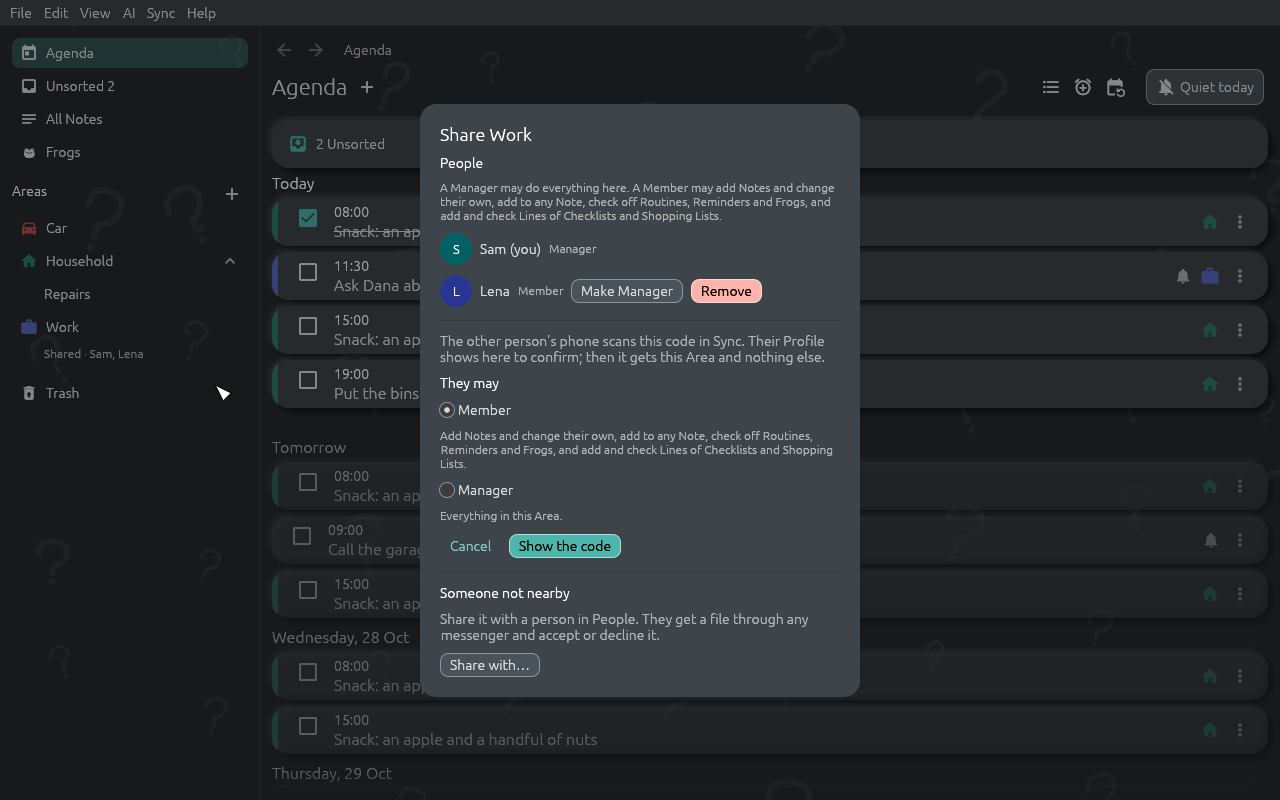 File Edit View AI Sync Help
Agenda
Unsorted 2
All Notes
Frogs
Areas
Car
Household
Repairs
Work
Shared · Sam, Lena
Trash
Agenda
Agenda
Quiet today
2 Unsorted
Today
08:00
Snack: an ap
11:30
Ask Dana ab
15:00
Snack: an ap
19:00
Put the bins
Tomorrow
08:00
Snack: an ap
09:00
Call the garag
15:00
Snack: an ap
Wednesday, 28 Oct
08:00
Snack: an app
15:00
Snack: an apple and a handful of nuts
Thursday, 29 Oct
Share Work
People
A Manager may do everything here. A Member may add Notes and change
their own, add to any Note, check off Routines, Reminders and Frogs, and
add and check Lines of Checklists and Shopping Lists.
S Sam (you) Manager
L Lena Member Make Manager Remove
The other person's phone scans this code in Sync. Their Profile
shows here to confirm; then it gets this Area and nothing else.
They may
Member
Add Notes and change their own, add to any Note, check off Routines,
Reminders and Frogs, and add and check Lines of Checklists and Shopping
Lists.
Manager
Everything in this Area.
Cancel Show the code
Someone not nearby
Share it with a person in People. They get a file through any
messenger and accept or decline it.
Share with…